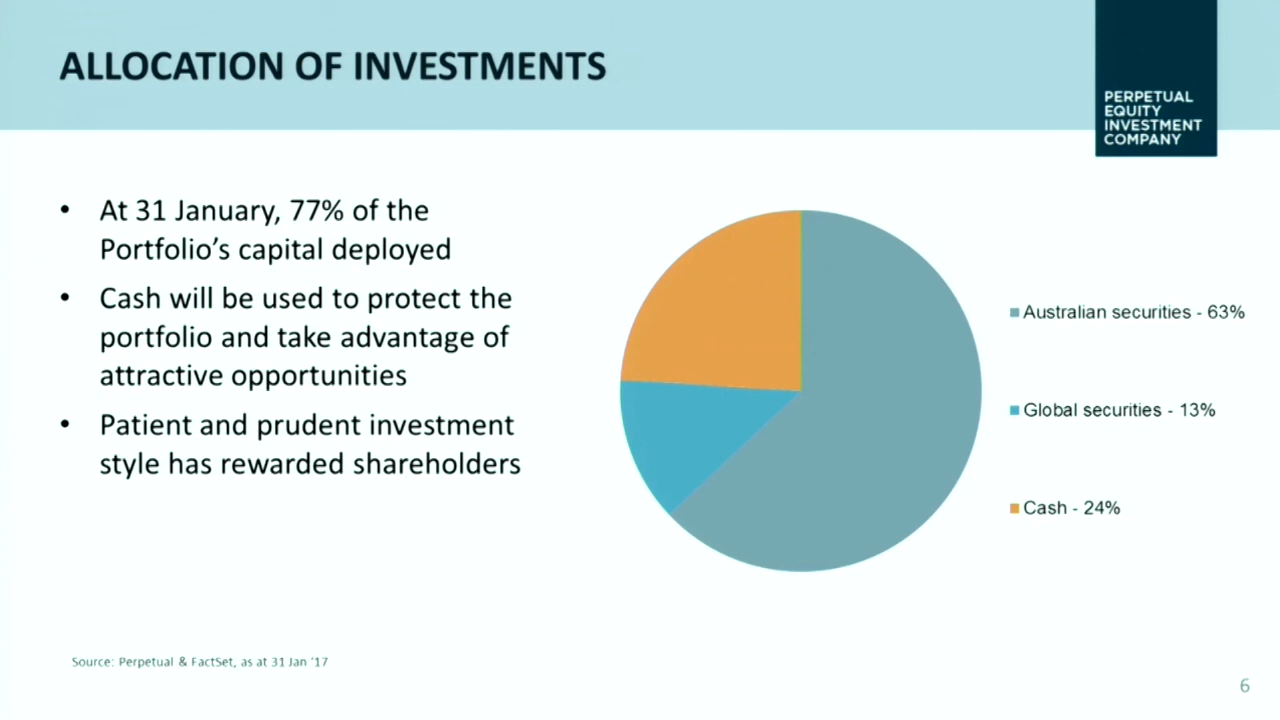 ALLOCATION OF INVESTMENTS
PERPETUAL
EQUITY
INVESTMENT
COMPANY
• At 31 January, 77% of the
Portfolio’s capital deployed
• Cash will be used to protect the
portfolio and take advantage of
attractive opportunities
• Patient and prudent investment
style has rewarded shareholders
Australian securities - 63%
Global securities - 13%
Cash - 24%
Source: Perpetual & FactSet, as at 31 Jan ’17
6